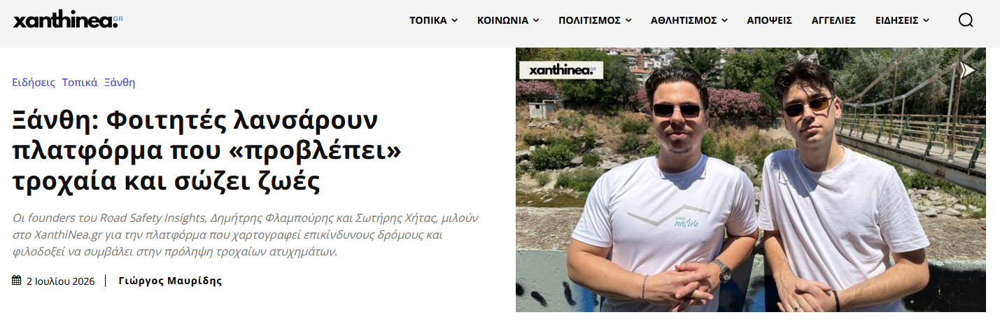 xanthinea.GR
ΤΟΠΙΚΑ ΚΟΙΝΩΝΙΑ ΠΟΛΙΤΙΣΜΟΣ ΑΘΛΗΤΙΣΜΟΣ ΑΠΟΨΕΙΣ ΑΓΓΕΛΙΕΣ ΕΙΔΗΣΕΙΣ
Ειδήσεις Τοπικά Ξάνθη
Ξάνθη: Φοιτητές λανσάρουν
πλατφόρμα που «προβλέπει»
τροχαία και σώζει ζωές
Οι founders του Road Safety Insights, Δημήτρης Φλαμπούρης και Σωτήρης Χήτας, μιλούν
στο XanthiNea.gr για την πλατφόρμα που χαρτογραφεί επικίνδυνους δρόμους και
φιλοδοξεί να συμβάλει στην πρόληψη τροχαίων ατυχημάτων.
2 Ιουλίου 2026 | Γιώργος Μαυρίδης
xanthinea.GR
nature